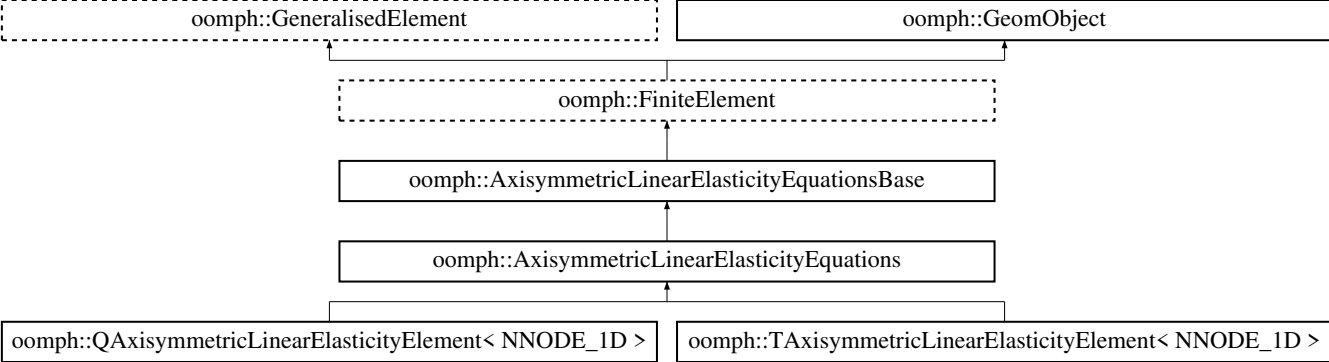 oomph::GeneralisedElement
oomph::GeomObject
oomph::FiniteElement
oomph::AxisymmetricLinearElasticityEquationsBase
oomph::AxisymmetricLinearElasticityEquations
oomph::QAxisymmetricLinearElasticityElement< NNODE_1D >
oomph::TAxisymmetricLinearElasticityElement< NNODE_1D >